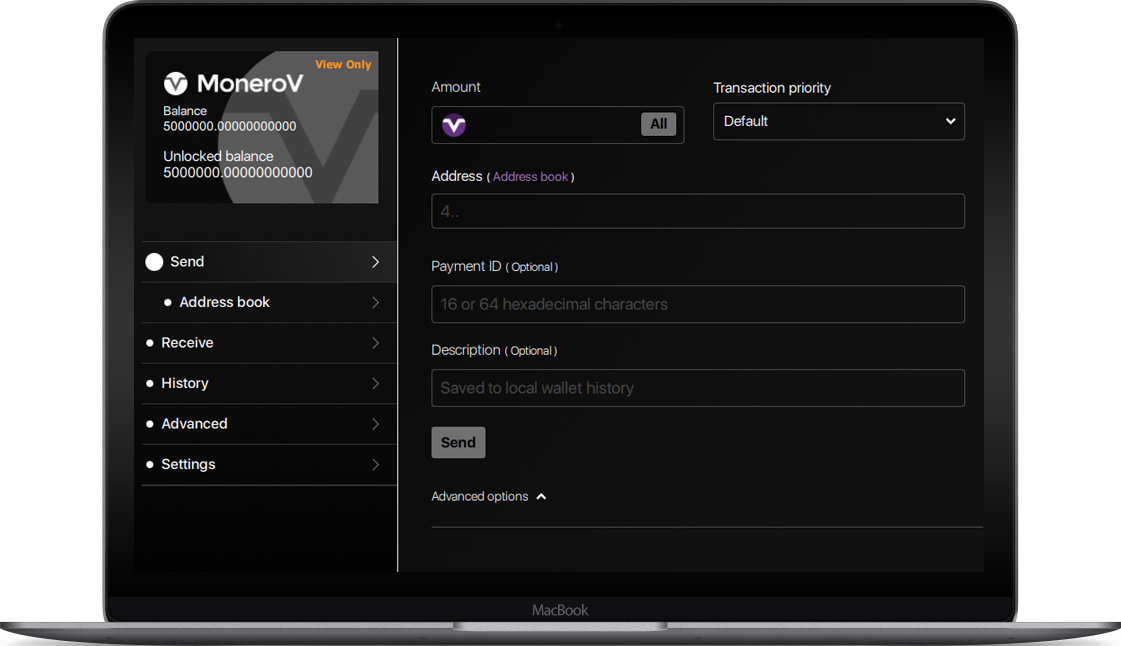 View Only
MoneroV
Balance
5000000.00000000000
Unlocked balance
5000000.00000000000
Send
Address book
Receive
History
Advanced
Settings
Amount
All
Transaction priority
Default
Address ( Address book )
4..
Payment ID ( Optional )
16 or 64 hexadecimal characters
Description ( Optional )
Saved to local wallet history
Send
Advanced options
MacBook